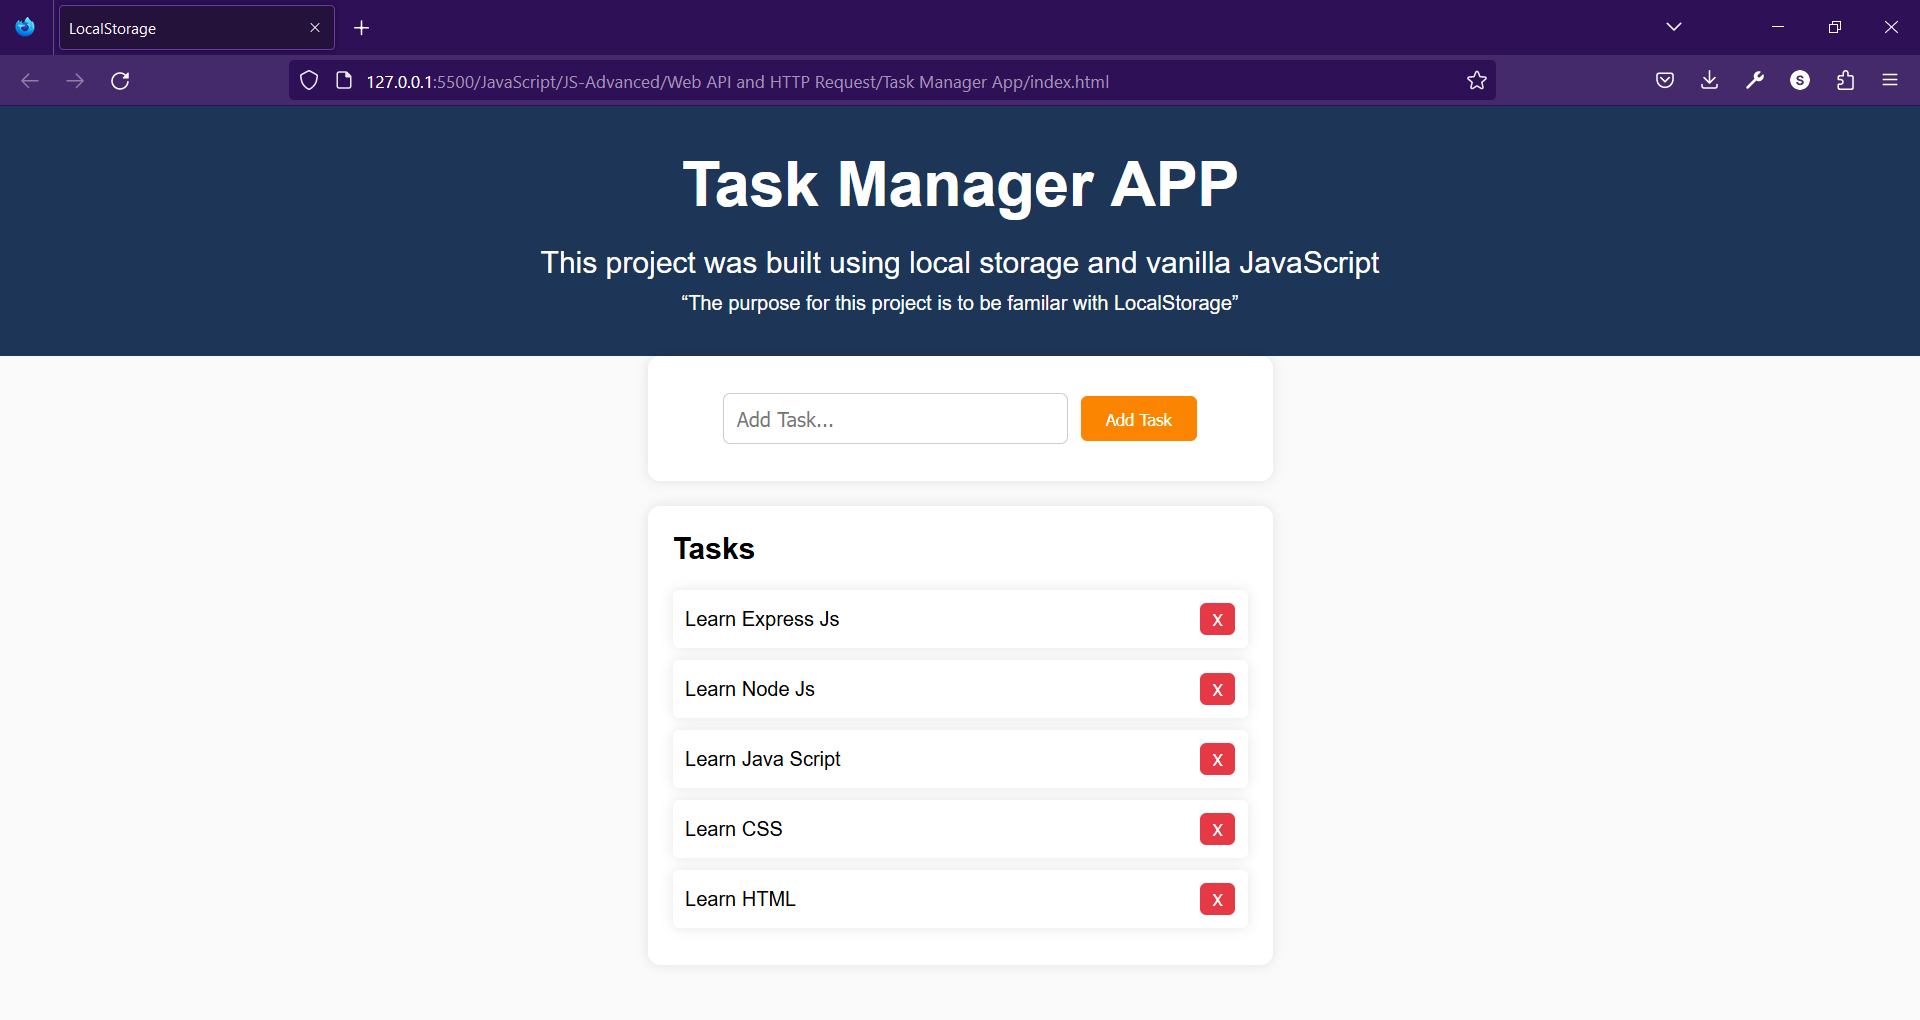 LocalStorage
127.0.0.1:5500/JavaScript/JS-Advanced/Web API and HTTP Request/Task Manager App/index.html
S
Task Manager APP
This project was built using local storage and vanilla JavaScript
“The purpose for this project is to be familar with LocalStorage”
Add Task...
Add Task
Tasks
Learn Express Js
X
Learn Node Js
X
Learn Java Script
X
Learn CSS
X
Learn HTML
X